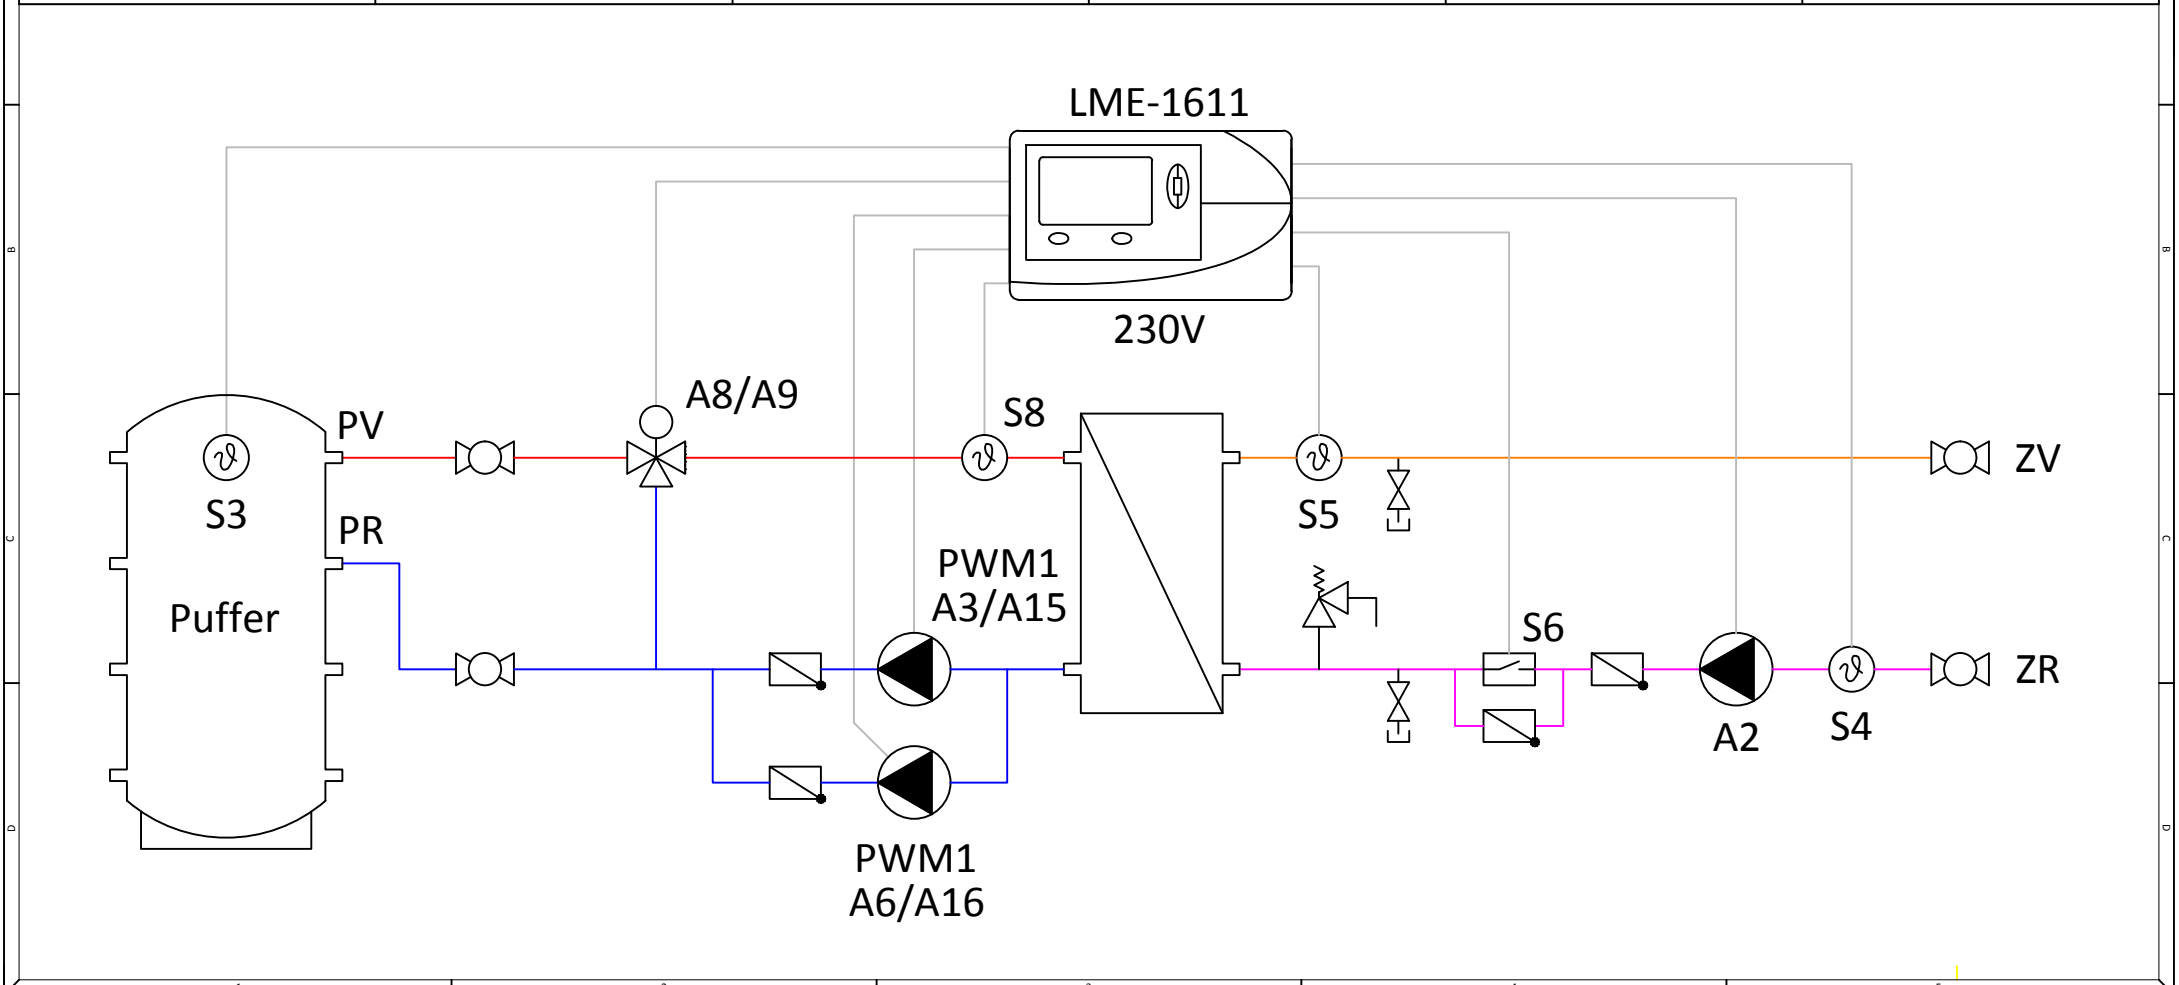 LME-1611
230V
A8/A9
PV
S8
S3
PR
S5
ZV
PWM1
A3/A15
Puffer
S6
ZR
A2
S4
PWM1
A6/A16
B
B
C
C
D
D